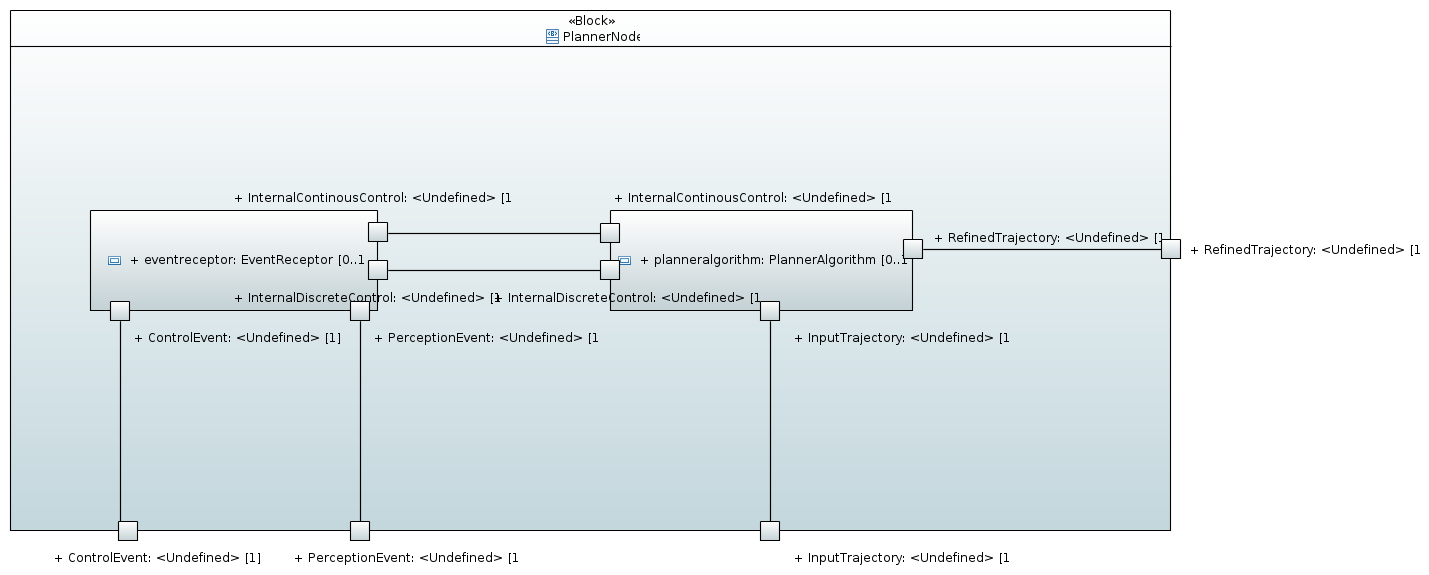 «Block»
PlannerNode
+ InternalContinousControl: <Undefined> [1
+ InternalContinousControl: <Undefined> [1
+ RefinedTrajectory: <Undefined> [1
+ RefinedTrajectory: <Undefined> [1
+ eventreceptor: EventReceptor [0..1
+ planneralgorithm: PlannerAlgorithm [0..1
+ InternalDiscreteControl: <Undefined> [1
+ InternalDiscreteControl: <Undefined> [1
+ ControlEvent: <Undefined> [1]
+ PerceptionEvent: <Undefined> [1
+ InputTrajectory: <Undefined> [1
+ ControlEvent: <Undefined> [1]
+ PerceptionEvent: <Undefined> [1
+ InputTrajectory: <Undefined> [1